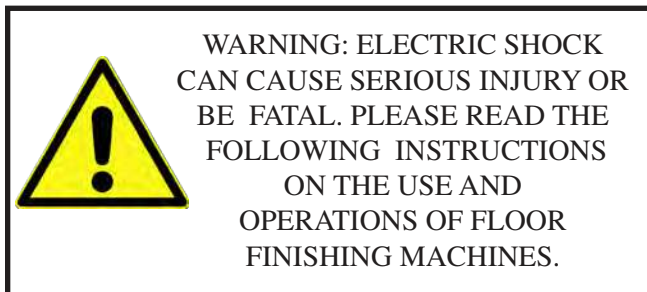 WARNING: ELECTRIC SHOCK
CAN CAUSE SERIOUS INJURY OR
BE FATAL. PLEASE READ THE
FOLLOWING INSTRUCTIONS
ON THE USE AND
OPERATIONS OF FLOOR
FINISHING MACHINES.